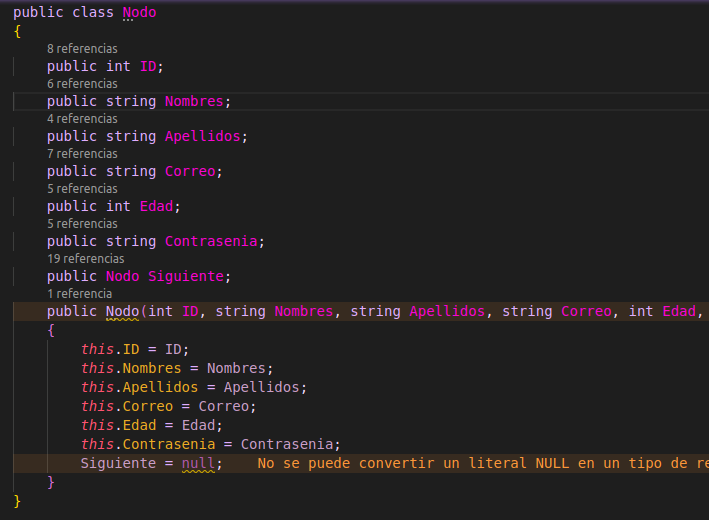 public class Nodo
{
8 referencias
public int ID;
6 referencias
public string Nombres;
4 referencias
public string Apellidos;
7 referencias
public string Correo;
5 referencias
public int Edad;
5 referencias
public string Contrasenia;
19 referencias
public Nodo Siguiente;
1 referencia
public Nodo(int ID, string Nombres, string Apellidos, string Correo, int Edad,
{
this.ID = ID;
this.Nombres = Nombres;
this.Apellidos = Apellidos;
this.Correo = Correo;
this.Edad = Edad;
this.Contrasenia = Contrasenia;
Siguiente = null; No se puede convertir un literal NULL en un tipo de re
}
}